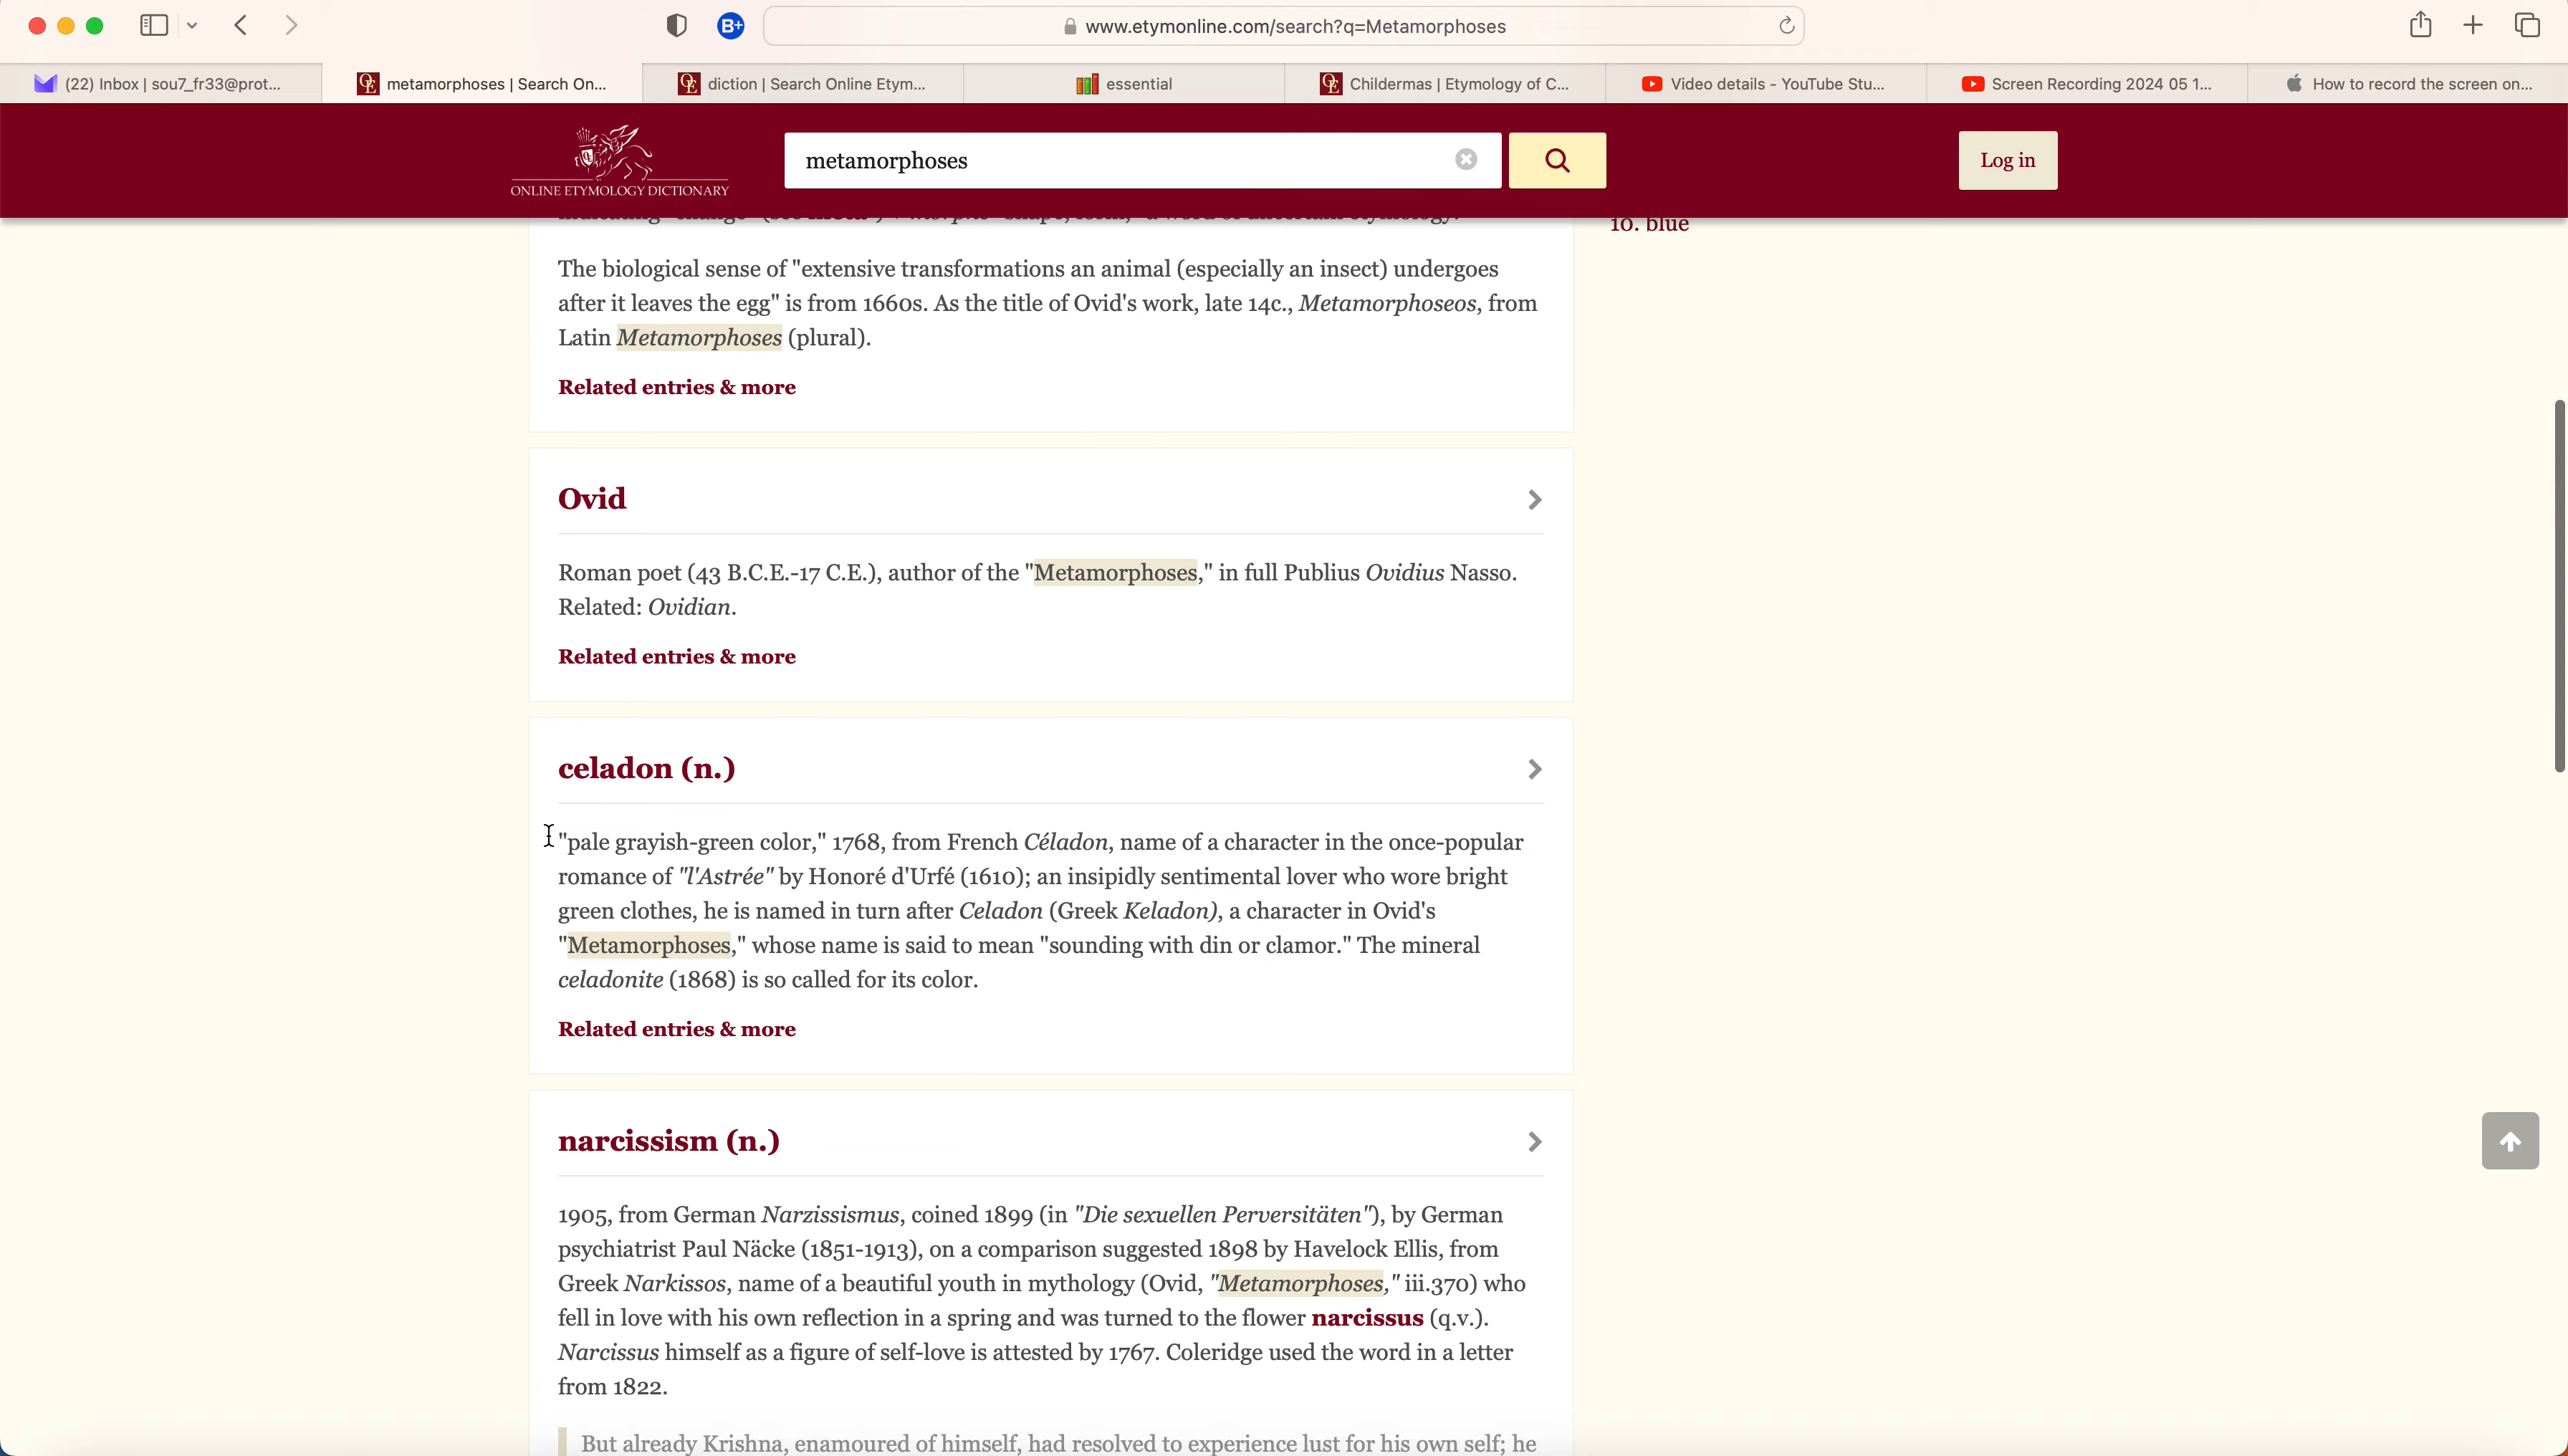 www.etymonline.com/search?q=Metamorphoses
(22) Inbox | sou7_fr33@prot...
metamorphoses | Search On...
diction | Search Online Etym...
essential
Childermas | Etymology of C...
Video details - YouTube Stu...
Screen Recording 2024 05 1...
How to record the screen on...
ONLINE ETYMOLOGY DICTIONARY
metamorphoses
Log in
10. blue
The biological sense of "extensive transformations an animal (especially an insect) undergoes
after it leaves the egg" is from 1660s. As the title of Ovid's work, late 14c., Metamorphoseos, from
Latin Metamorphoses (plural).
Related entries & more
Ovid
Roman poet (43 B.C.E.-17 C.E.), author of the "Metamorphoses," in full Publius Ovidius Nasso.
Related: Ovidian.
Related entries & more
celadon (n.)
"pale grayish-green color," 1768, from French Céladon, name of a character in the once-popular
romance of "l'Astrée" by Honoré d'Urfé (1610); an insipidly sentimental lover who wore bright
green clothes, he is named in turn after Celadon (Greek Keladon), a character in Ovid's
"Metamorphoses," whose name is said to mean "sounding with din or clamor." The mineral
celadonite (1868) is so called for its color.
Related entries & more
narcissism (n.)
1905, from German Narzissismus, coined 1899 (in "Die sexuellen Perversitäten"), by German
psychiatrist Paul Näcke (1851-1913), on a comparison suggested 1898 by Havelock Ellis, from
Greek Narkissos, name of a beautiful youth in mythology (Ovid, "Metamorphoses," iii.370) who
fell in love with his own reflection in a spring and was turned to the flower narcissus (q.v.).
Narcissus himself as a figure of self-love is attested by 1767. Coleridge used the word in a letter
from 1822.
But already Krishna, enamoured of himself, had resolved to experience lust for his own self; he